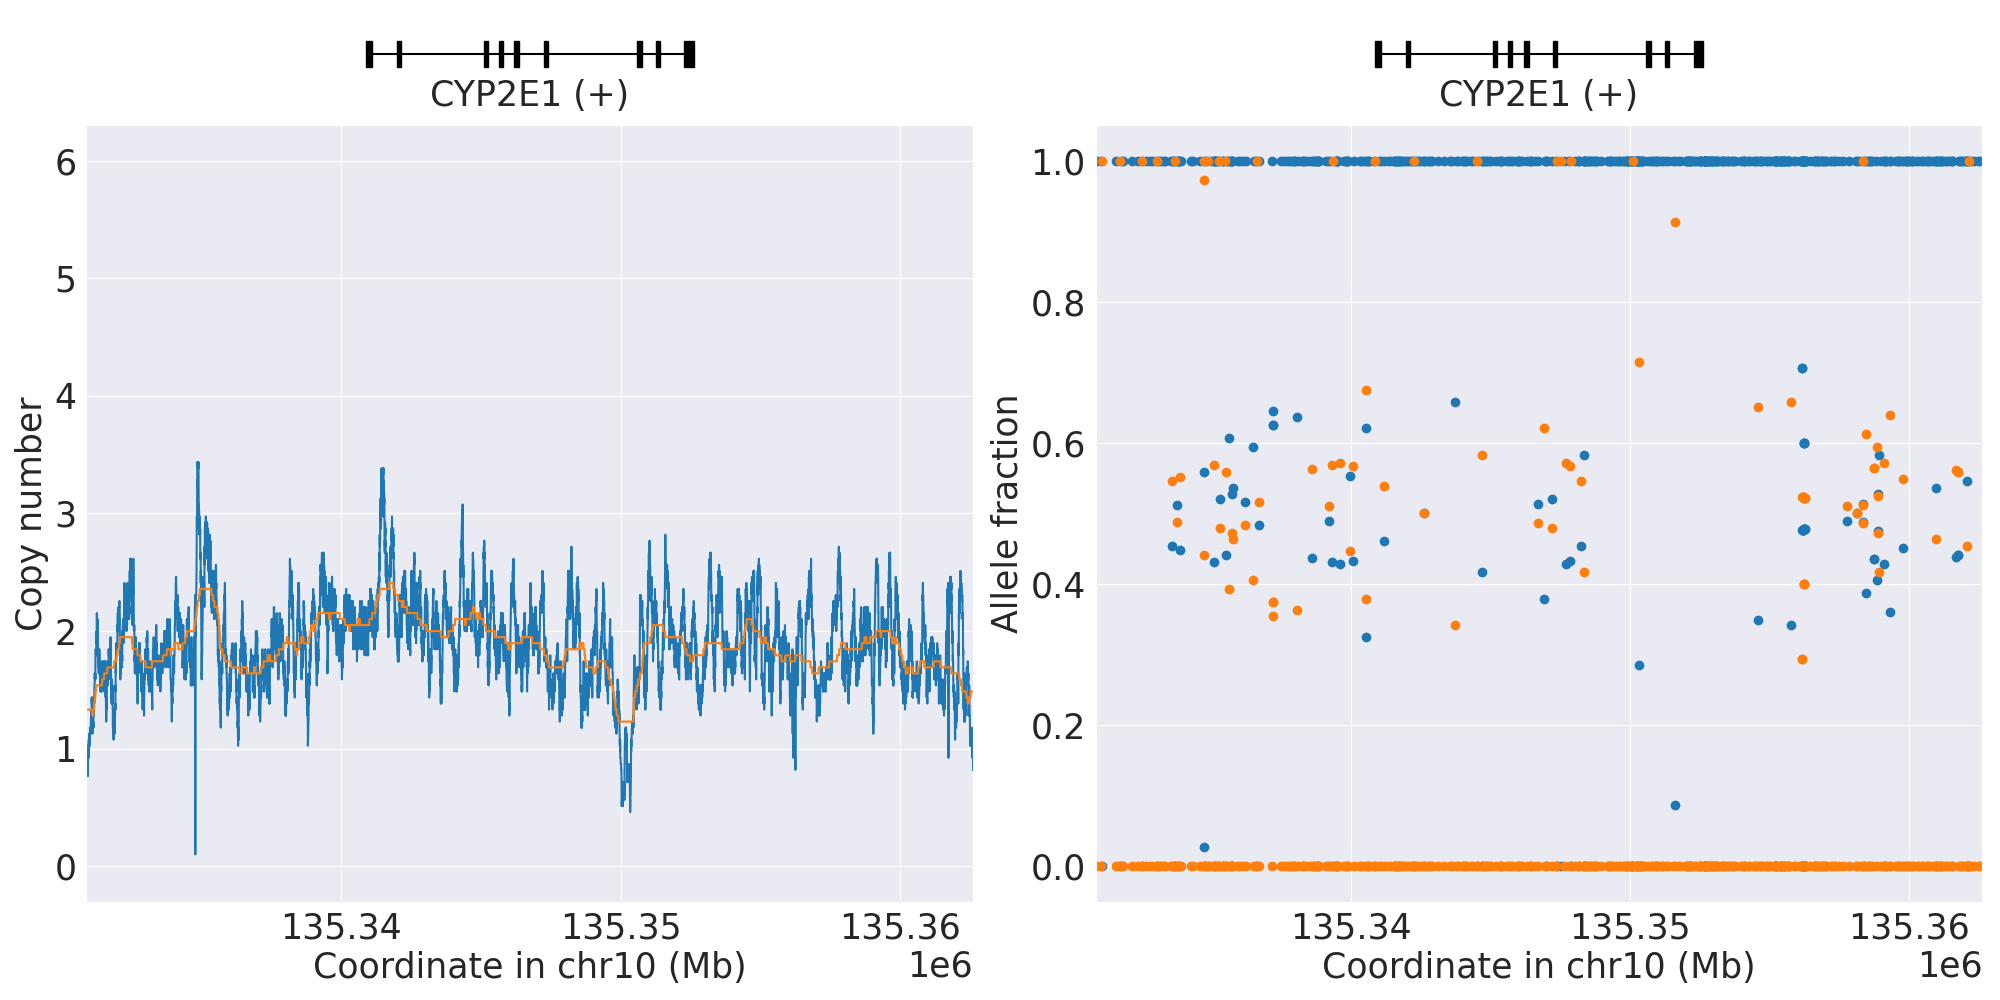 CYP2E1 (+)
6
5
4
3
2
1
0
Copy number
135.34 135.35 135.36
Coordinate in chr10 (Mb)
1e6
CYP2E1 (+)
1.0
0.8
0.6
0.4
0.2
0.0
Allele fraction
135.34 135.35 135.36
Coordinate in chr10 (Mb)
1e6